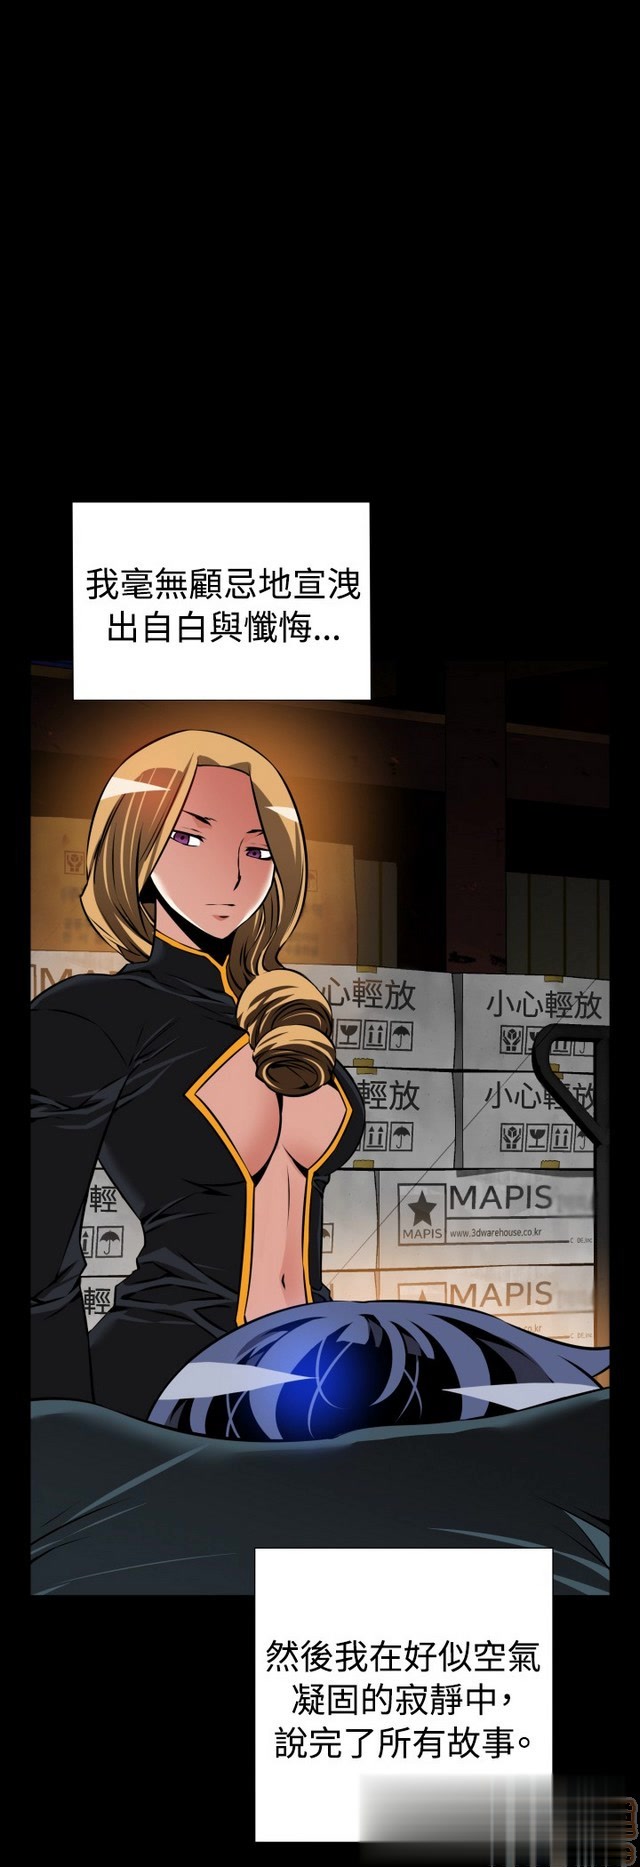 我毫無顧忌地宣洩
出自白與懺悔...
心輕放
小心輕放
輕放
小心輕放
輕
MAPIS
MAPIS
www.3dwarehouse.co.kr
輕
MAPIS
然後我在好似空氣
凝固的寂靜中，
說完了所有故事。